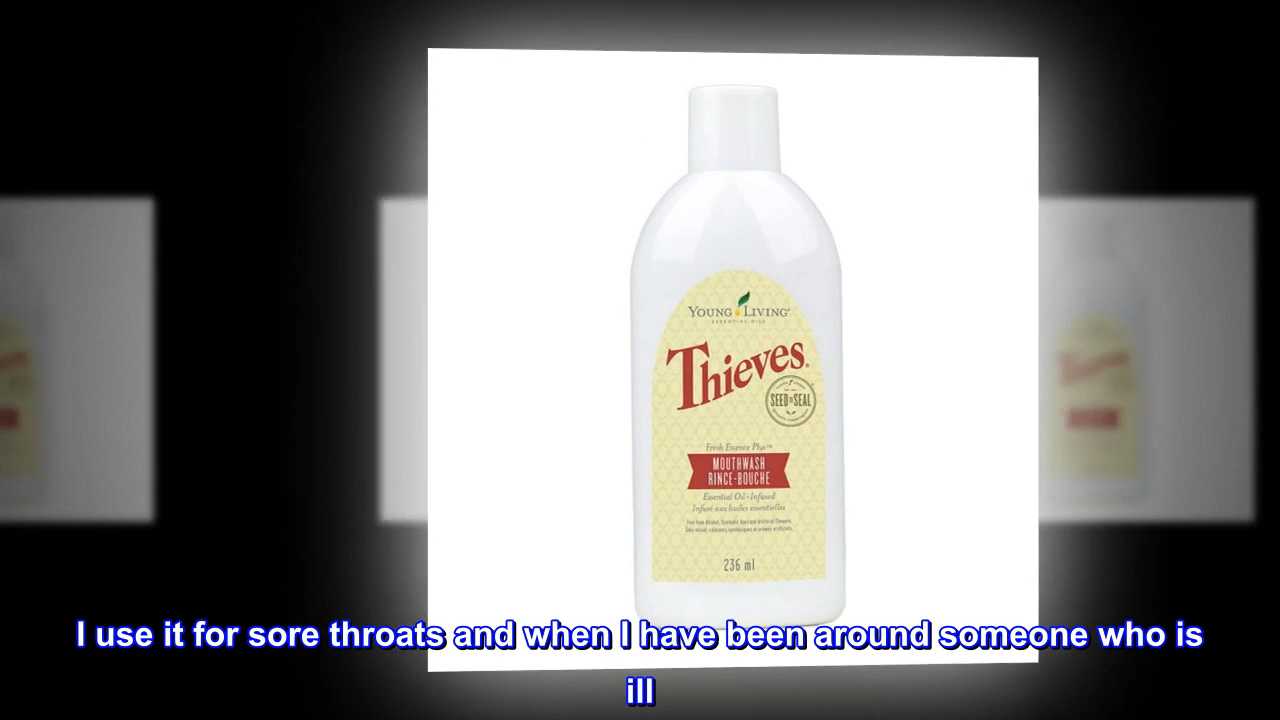 YOUNG LIVING
ESSENTIAL OILS
Thieves
SEED TO SEAL
Fresh Essence Plus™
MOUTHWASH
RINCE-BOUCHE
Essential Oil-Infused
Infusé aux huiles essentielles
236 ml
I use it for sore throats and when I have been around someone who is
ill